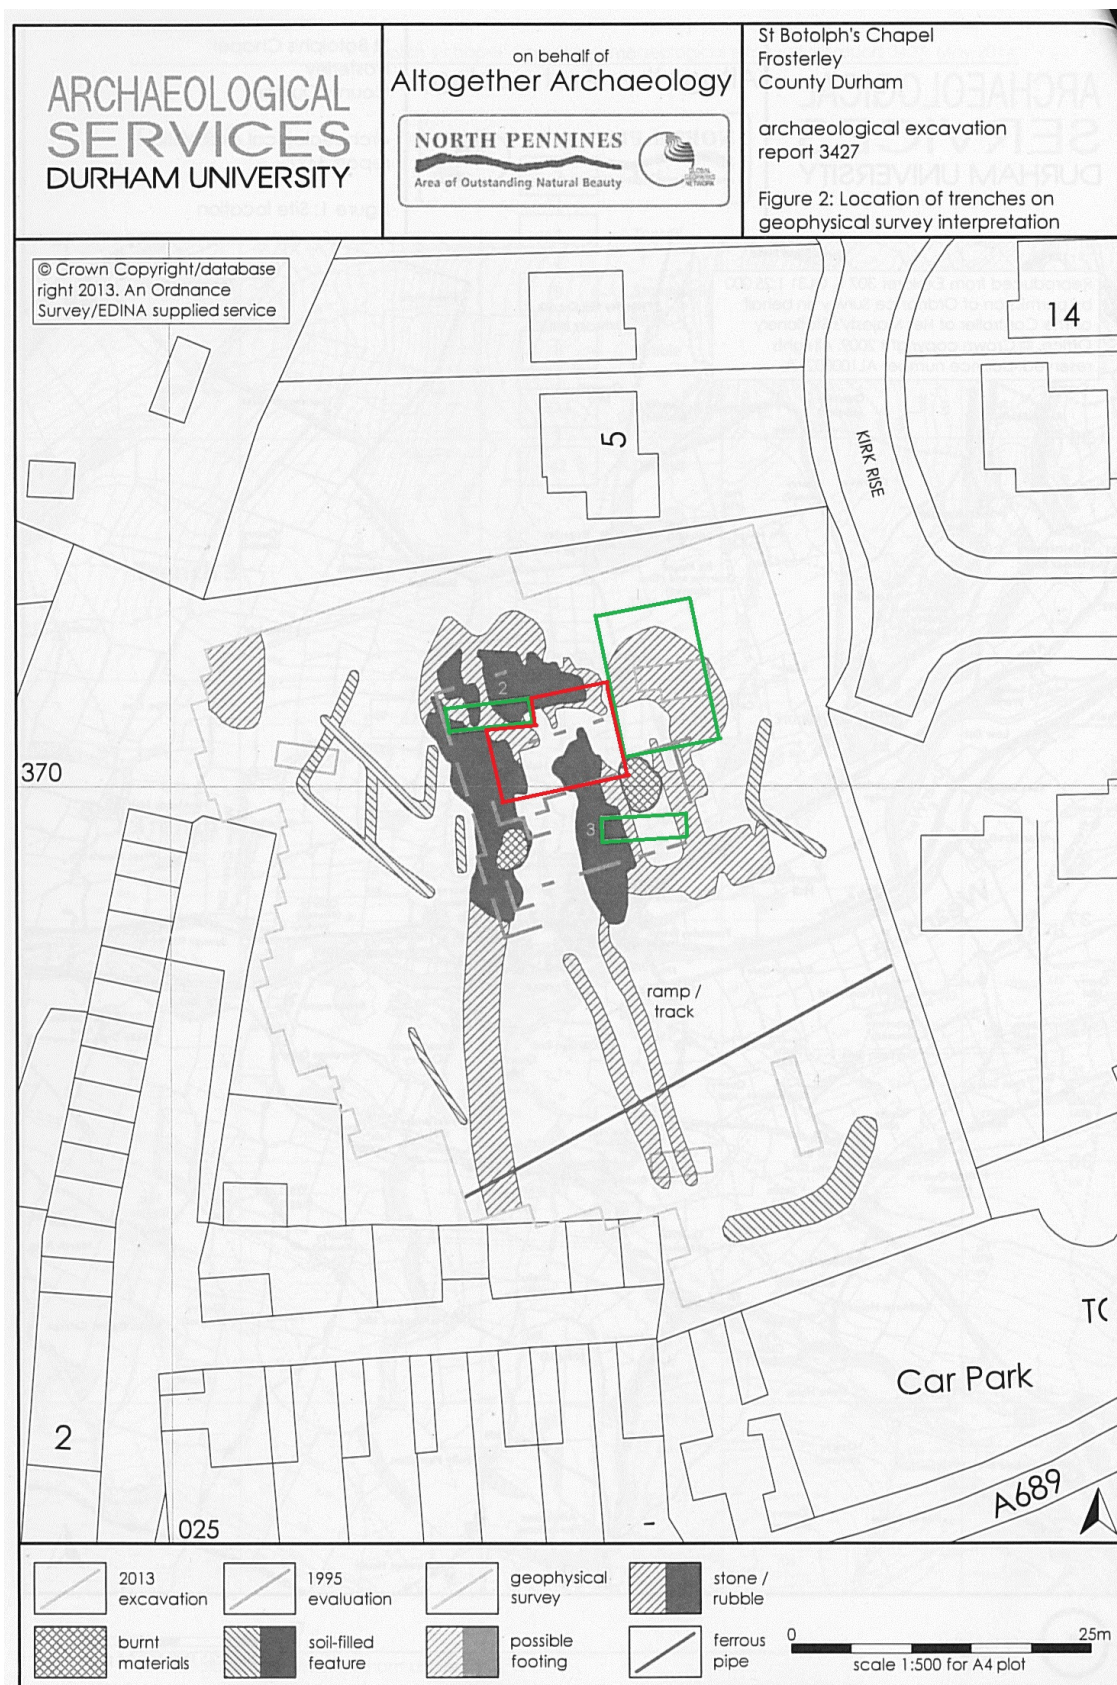 ARCHAEOLOGICAL
SERVICES
DURHAM UNIVERSITY
on behalf of
Altogether Archaeology
NORTH PENNINES
Area of Outstanding Natural Beauty
GLOBAL
GEOPARKS
NETWORK
St Botolph's Chapel
Frosterley
County Durham
archaeological excavation
report 3427
Figure 2: Location of trenches on
geophysical survey interpretation
© Crown Copyright/database
right 2013. An Ordnance
Survey/EDINA supplied service
14
5
KIRK RISE
2
370
3
ramp /
track
TC
Car Park
2
A689
025
2013
excavation
1995
evaluation
geophysical
survey
stone /
rubble
burnt
materials
soil-filled
feature
possible
footing
ferrous
pipe
0
25m
scale 1:500 for A4 plot